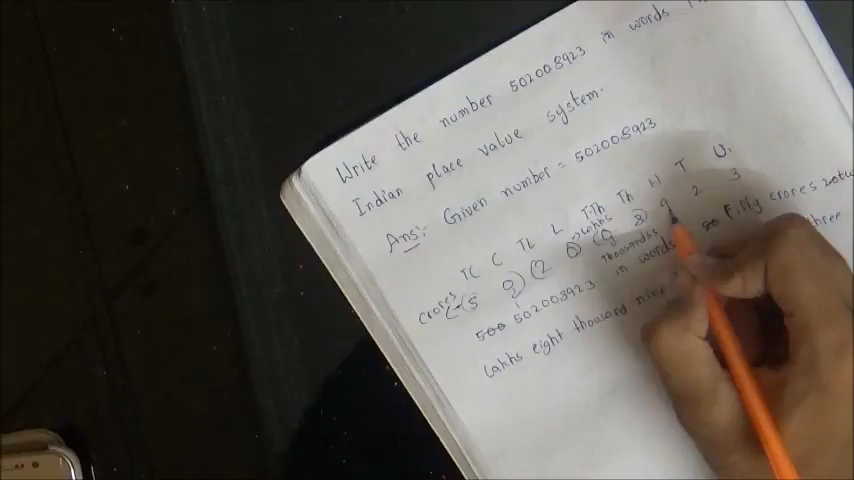 Write the number 502008923 in words
Indian place value system.
Ans:- Given number = 502008923
TC C TL L T.Th Th H T U.
crores (5 0) (2 0) lakhs (0 8) thousands 9 2 3
502008923 in words Fifty crores
Lakhs eight thousand nine three